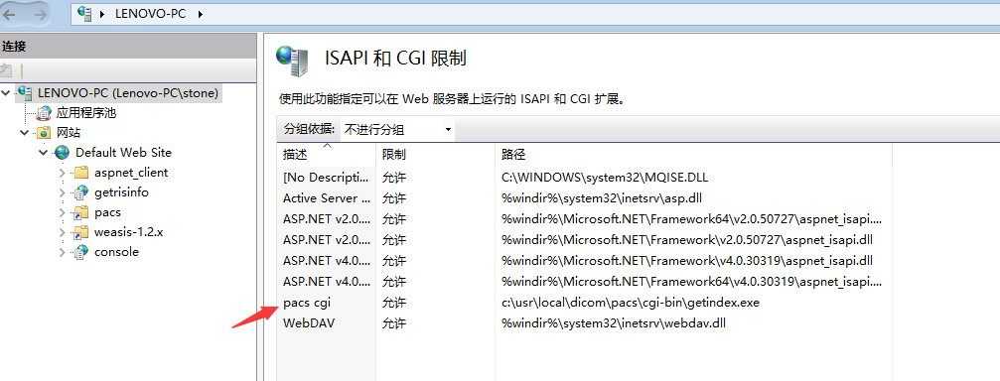 LENOVO-PC
连接
LENOVO-PC (Lenovo-PC\stone)
应用程序池
网站
Default Web Site
aspnet_client
getrisinfo
pacs
weasis-1.2.x
console
ISAPI 和 CGI 限制
使用此功能指定可以在 Web 服务器上运行的 ISAPI 和 CGI 扩展。
分组依据: 不进行分组
描述 限制 路径
[No Descripti... 允许 C:\WINDOWS\system32\MQISE.DLL
Active Server ... 允许 %windir%\system32\inetsrv\asp.dll
ASP.NET v2.0.... 允许 %windir%\Microsoft.NET\Framework64\v2.0.50727\aspnet_isapi....
ASP.NET v2.0.... 允许 %windir%\Microsoft.NET\Framework\v2.0.50727\aspnet_isapi.dll
ASP.NET v4.0.... 允许 %windir%\Microsoft.NET\Framework\v4.0.30319\aspnet_isapi.dll
ASP.NET v4.0.... 允许 %windir%\Microsoft.NET\Framework64\v4.0.30319\aspnet_isapi....
pacs cgi 允许 c:\usr\local\dicom\pacs\cgi-bin\getindex.exe
WebDAV 允许 %windir%\system32\inetsrv\webdav.dll